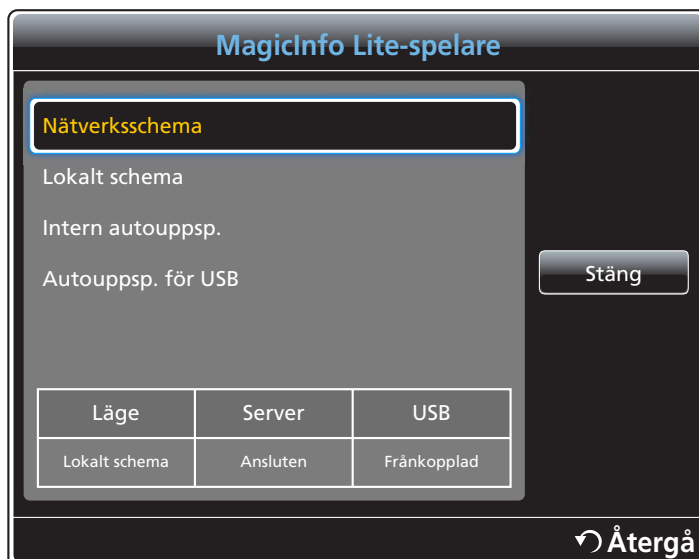 MagicInfo Lite-spelare
Nätverksschema
Lokalt schema
Intern autouppsp.
Autouppsp. för USB
Stäng
Läge Server USB
Lokalt schema Ansluten Frånkopplad
Återgå